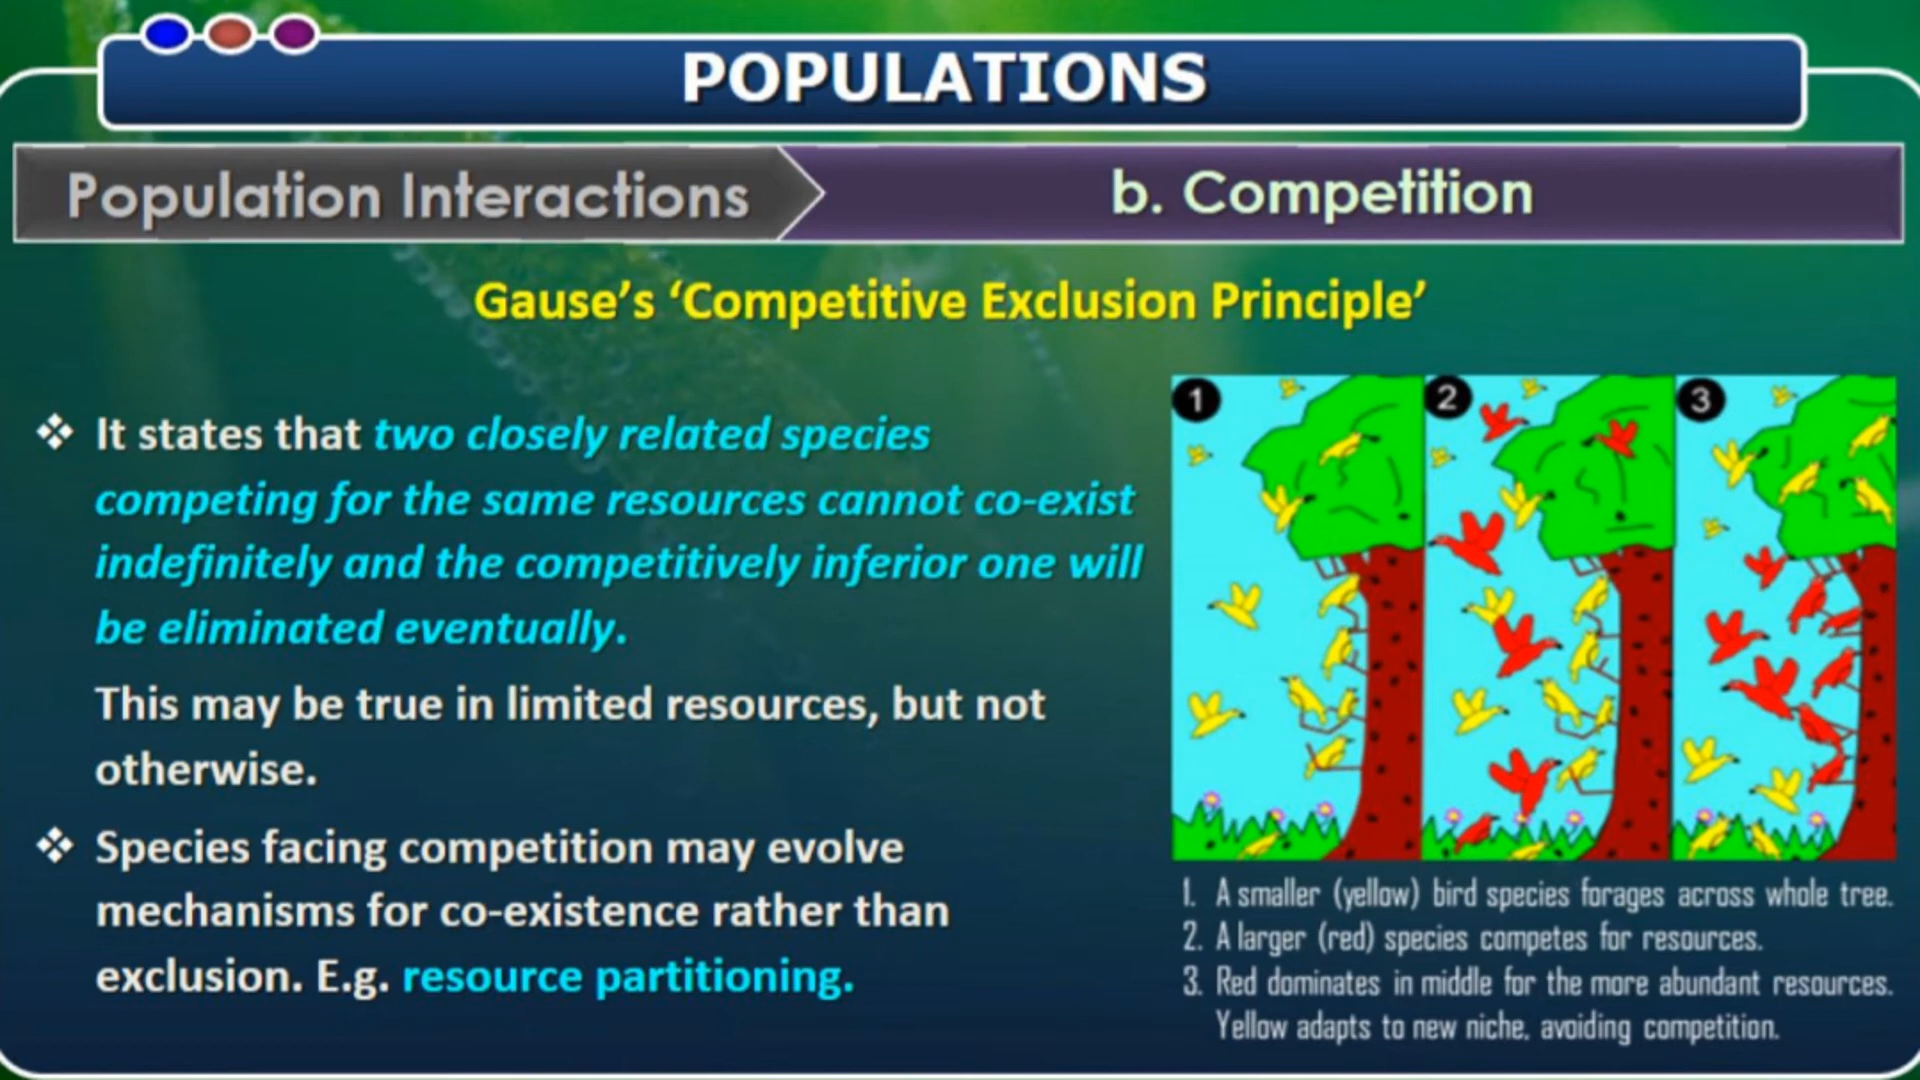 POPULATIONS
Population Interactions
b. Competition
Gause’s ‘Competitive Exclusion Principle’
❖ It states that two closely related species
competing for the same resources cannot co-exist
indefinitely and the competitively inferior one will
be eliminated eventually.
This may be true in limited resources, but not
otherwise.
❖ Species facing competition may evolve
mechanisms for co-existence rather than
exclusion. E.g. resource partitioning.
1 2 3
1. A smaller (yellow) bird species forages across whole tree.
2. A larger (red) species competes for resources.
3. Red dominates in middle for the more abundant resources.
Yellow adapts to new niche, avoiding competition.